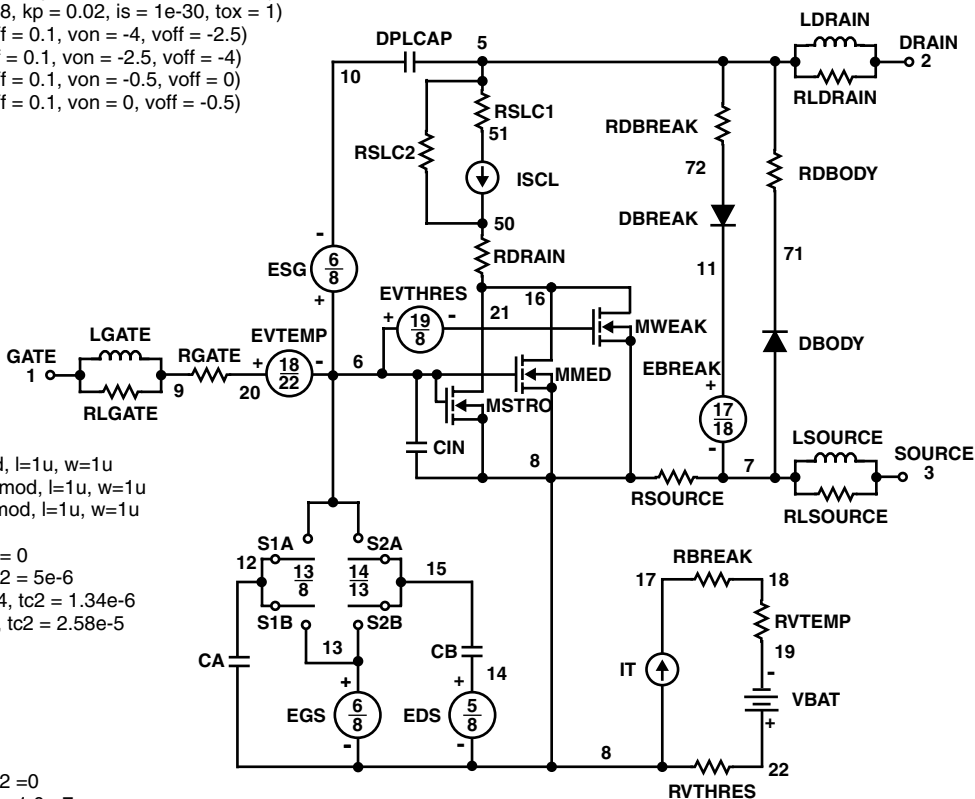 8, kp = 0.02, is = 1e-30, tox = 1)
ff = 0.1, von = -4, voff = -2.5)
f = 0.1, von = -2.5, voff = -4)
ff = 0.1, von = -0.5, voff = 0)
ff = 0.1, von = 0, voff = -0.5)
LDRAIN
DPLCAP
5
DRAIN
2
10
RLDRAIN
RSLC1
51
RDBREAK
RSLC2
72
RDBODY
ISCL
DBREAK
50
71
RDRAIN
11
ESG
6
8
-
+
EVTHRES
+
19
8
-
16
21
MWEAK
LGATE
EVTEMP
GATE
1
RGATE
+
18
22
-
6
EBREAK
+
DBODY
MMED
9
20
MSTRO
17
18
-
RLGATE
LSOURCE
CIN
8
7
SOURCE
3
d, l=1u, w=1u
mod, l=1u, w=1u
mod, l=1u, w=1u
RSOURCE
RLSOURCE
= 0
2 = 5e-6
4, tc2 = 1.34e-6
, tc2 = 2.58e-5
S1A
S2A
12
13
8
14
13
15
RBREAK
17
18
RVTEMP
S1B
S2B
13
CB
19
CA
14
IT
-
VBAT
+
+
EGS
6
8
-
+
EDS
5
8
-
8
22
RVTHRES
2 =0